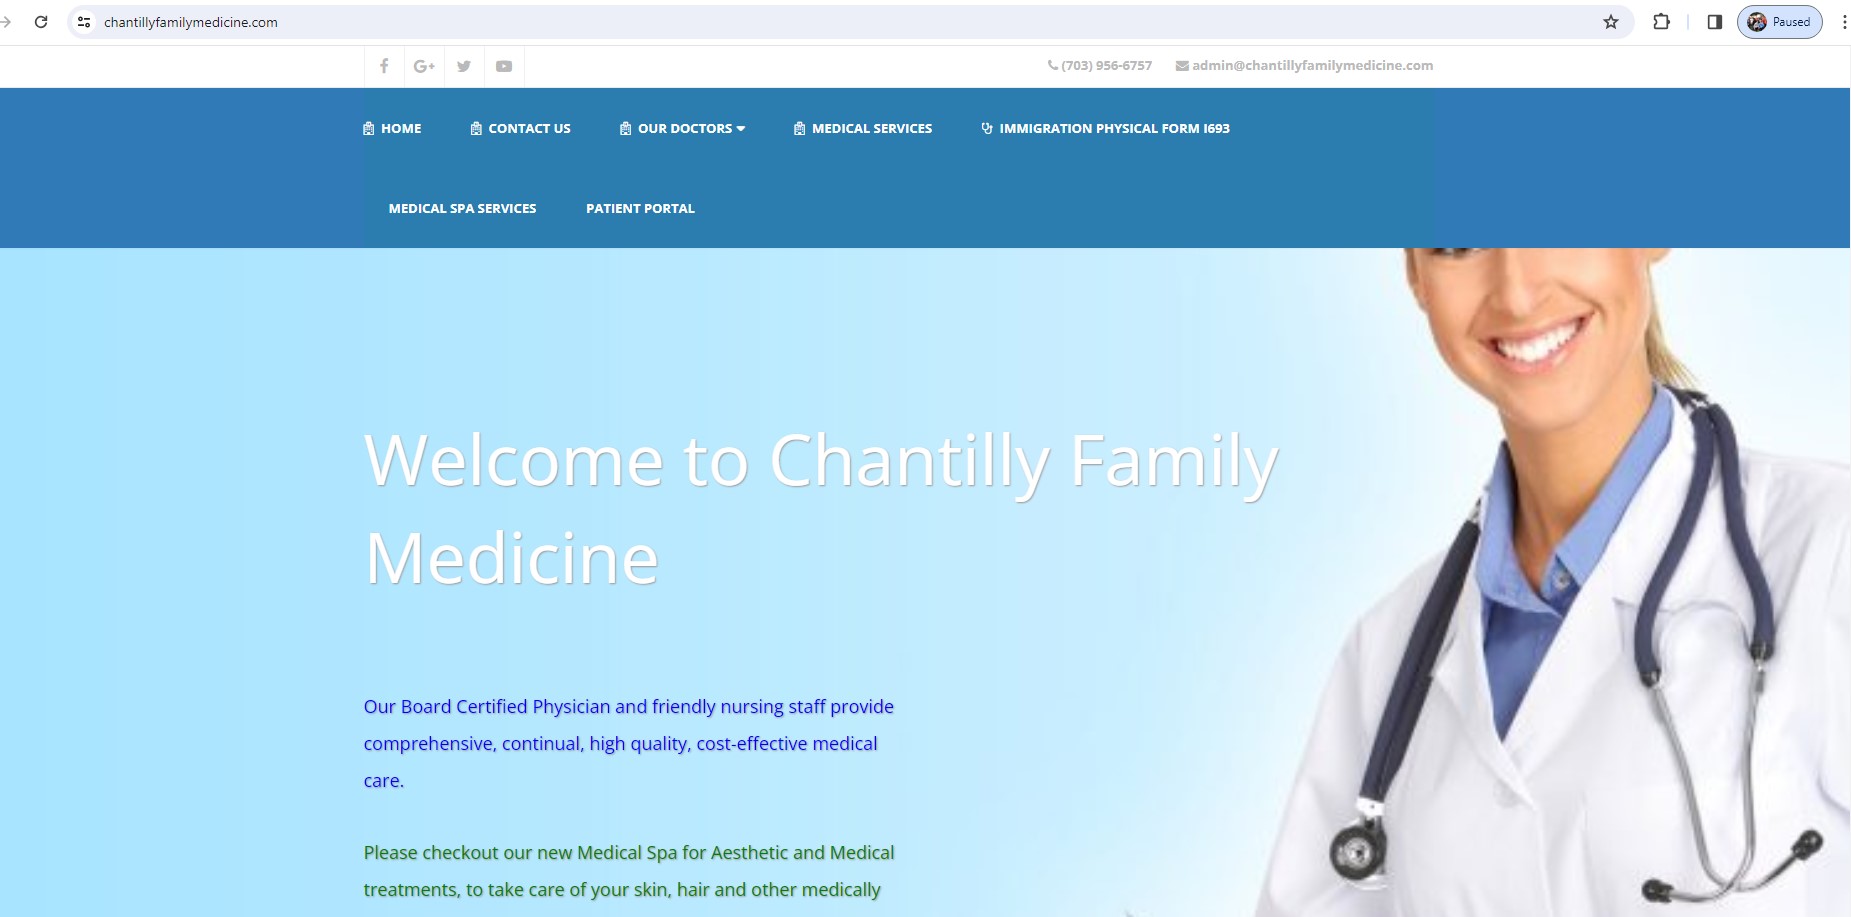 chantillyfamilymedicine.com
Paused
(703) 956-6757 admin@chantillyfamilymedicine.com
HOME CONTACT US OUR DOCTORS MEDICAL SERVICES IMMIGRATION PHYSICAL FORM I693
MEDICAL SPA SERVICES PATIENT PORTAL
Welcome to Chantilly Family
Medicine
Our Board Certified Physician and friendly nursing staff provide
comprehensive, continual, high quality, cost-effective medical
care.
Please checkout our new Medical Spa for Aesthetic and Medical
treatments, to take care of your skin, hair and other medically